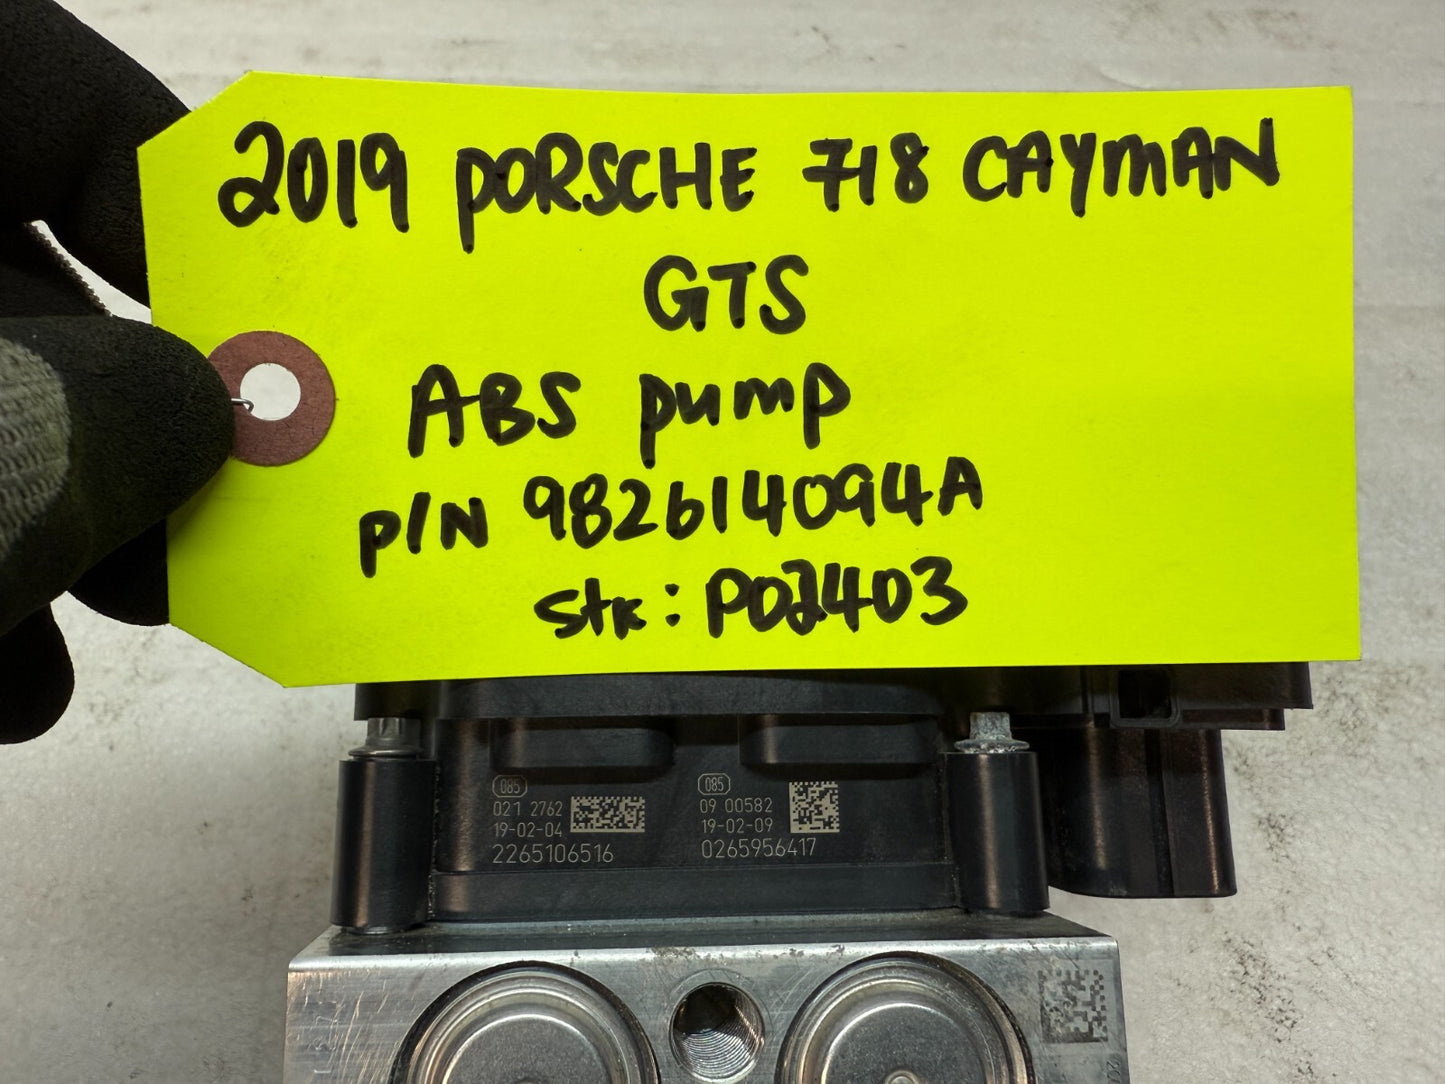 2019 PORSCHE 718 CAYMAN
GTS
ABS pump
P/N 982614094A
Stk: P02403
085
021 2762
19-02-04
2265106516
085
09 00582
19-02-09
0265956417